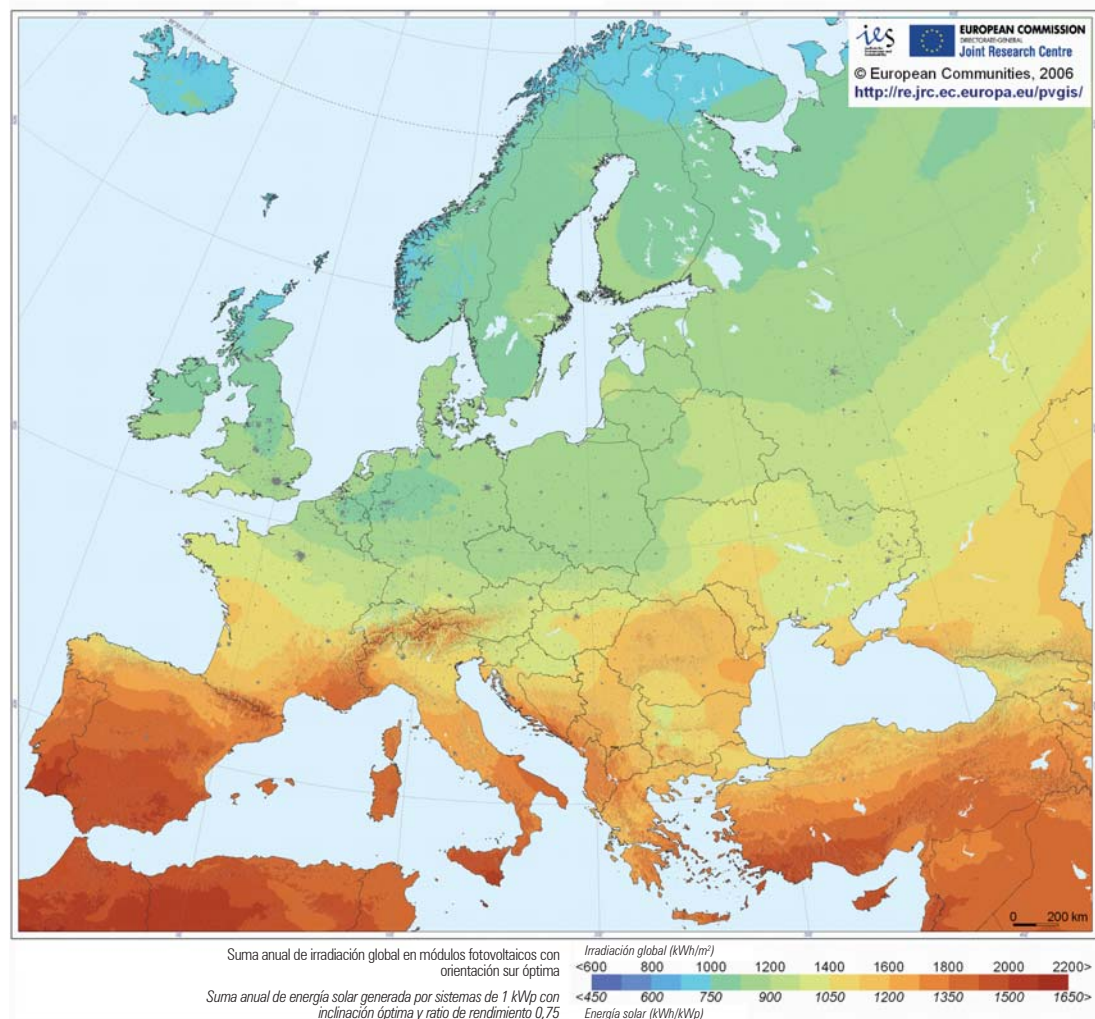 ies
EUROPEAN COMMISSION
DIRECTORATE-GENERAL
Joint Research Centre
© European Communities, 2006
http://re.jrc.ec.europa.eu/pvgis/
0 200 km
Suma anual de irradiación global en módulos fotovoltaicos con
orientación sur óptima
Suma anual de energía solar generada por sistemas de 1 kWp con
inclinación óptima y ratio de rendimiento 0,75
Irradiación global (kWh/m²)
<600 800 1000 1200 1400 1600 1800 2000 2200>
<450 600 750 900 1050 1200 1350 1500 1650>
Energía solar (kWh/kWp)